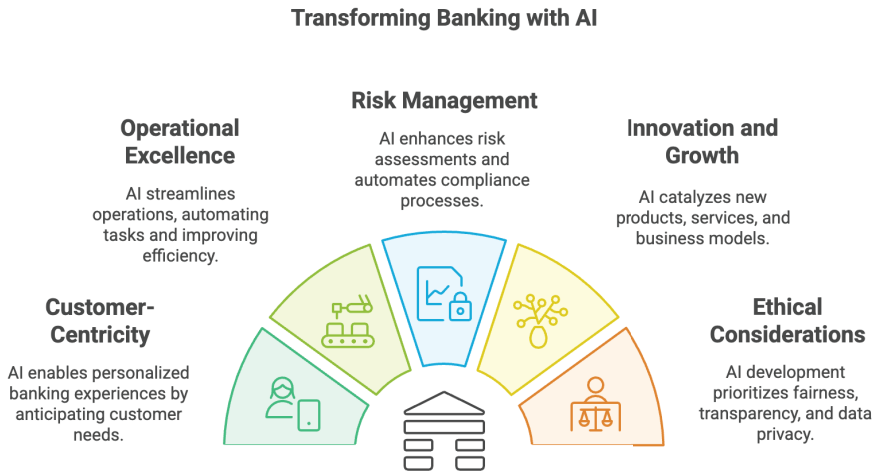 Transforming Banking with AI
Risk Management
AI enhances risk
assessments and
automates compliance
processes.
Operational
Excellence
AI streamlines
operations, automating
tasks and improving
efficiency.
Innovation and
Growth
AI catalyzes new
products, services, and
business models.
Customer-
Centricity
AI enables personalized
banking experiences by
anticipating customer
needs.
Ethical
Considerations
AI development
prioritizes fairness,
transparency, and data
privacy.